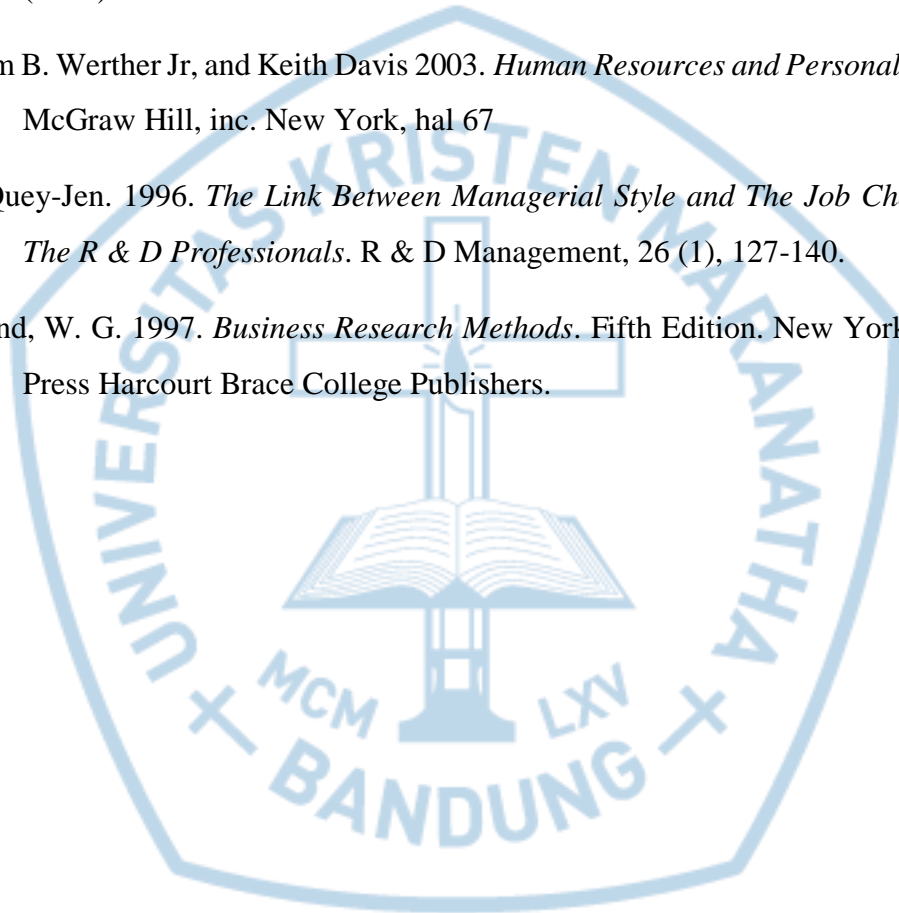 m B. Werther Jr, and Keith Davis 2003. Human Resources and Personal
McGraw Hill, inc. New York, hal 67
Quey-Jen. 1996. The Link Between Managerial Style and The Job Ch
The R & D Professionals. R & D Management, 26 (1), 127-140.
nd, W. G. 1997. Business Research Methods. Fifth Edition. New York
Press Harcourt Brace College Publishers.
UNIVERSITAS KRISTEN MARANATHA
MCM LXV
BANDUNG